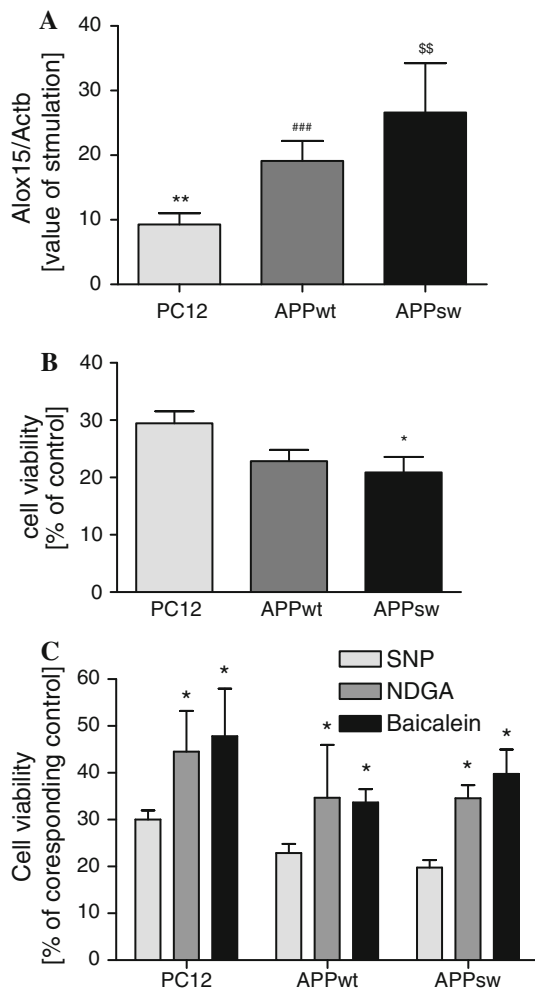 A
Alox15/Actb
[value of stmulation]
40
30
20
10
0
**
###
$$
PC12 APPwt APPsw
B
cell viability
[% of control]
40
30
20
10
0
*
PC12 APPwt APPsw
C
Cell viability
[% of coresponding control]
60
50
40
30
20
10
0
SNP
NDGA
Baicalein
* * * * * *
PC12 APPwt APPsw